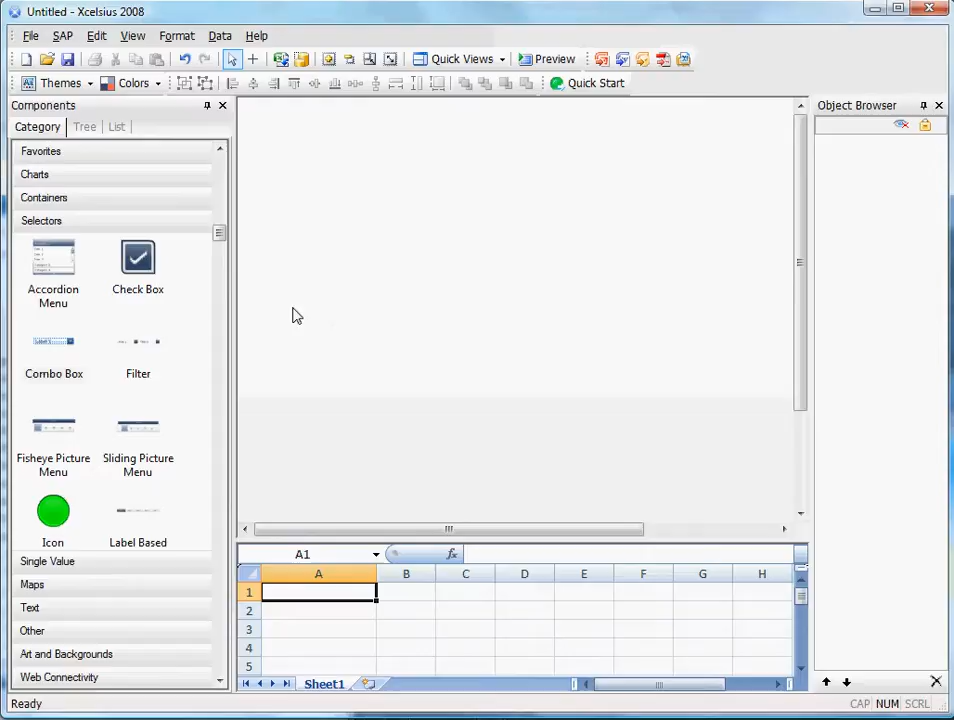 Untitled - Xcelsius 2008
File SAP Edit View Format Data Help
Quick Views Preview
Themes Colors Quick Start
Components
Object Browser
Category Tree List
Favorites
Charts
Containers
Selectors
Accordion Menu
Check Box
Combo Box
Filter
Fisheye Picture Menu
Sliding Picture Menu
Icon
Label Based
Single Value
Maps
Text
Other
Art and Backgrounds
Web Connectivity
A1 fx
A B C D E F G H
1
2
3
4
5
Sheet1
Ready
CAP NUM SCRL